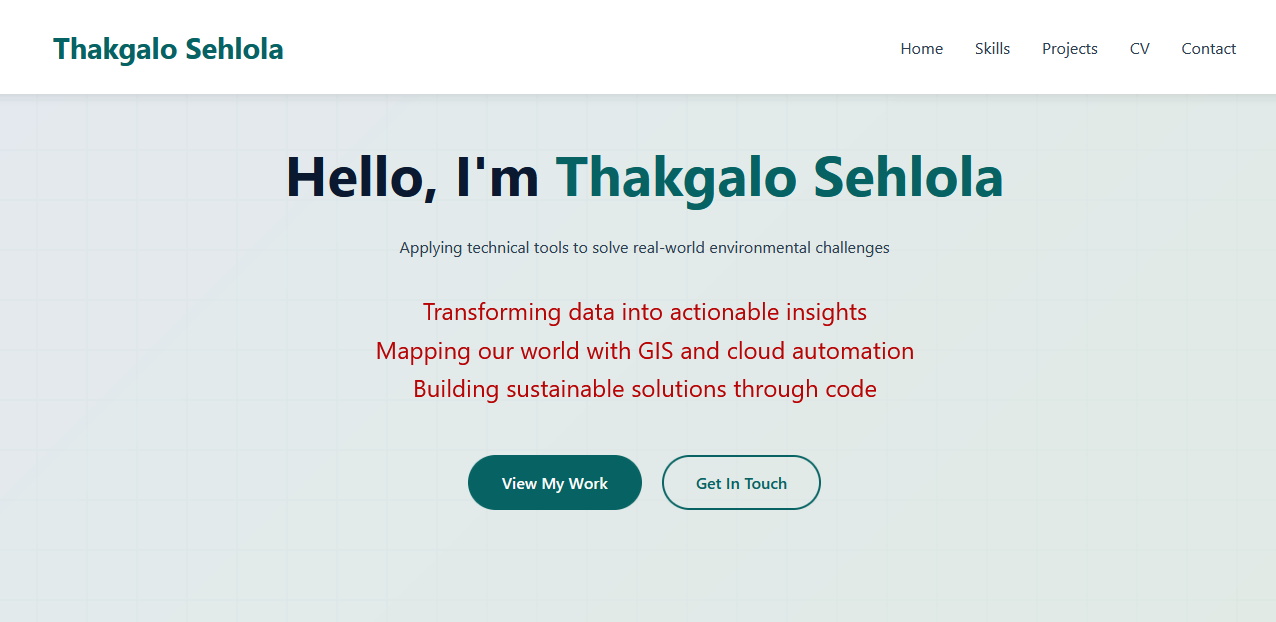 Thakgalo Sehlola
Home Skills Projects CV Contact
Hello, I'm Thakgalo Sehlola
Applying technical tools to solve real-world environmental challenges
Transforming data into actionable insights
Mapping our world with GIS and cloud automation
Building sustainable solutions through code
View My Work
Get In Touch